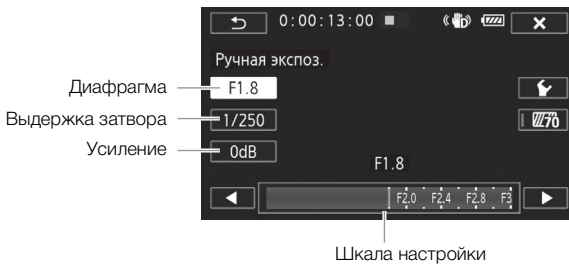 0:00:13:00
Ручная экспоз.
Диафрагма
F1.8
Выдержка затвора
1/250
70
Усиление
0dB
F1.8
F2.0 F2.4 F2.8 F3
Шкала настройки